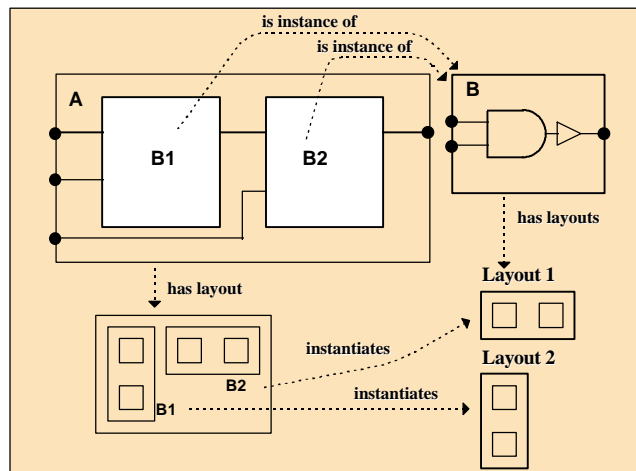 is instance of
is instance of
A
B
B1
B2
has layouts
has layout
Layout 1
instantiates
Layout 2
B2
instantiates
B1